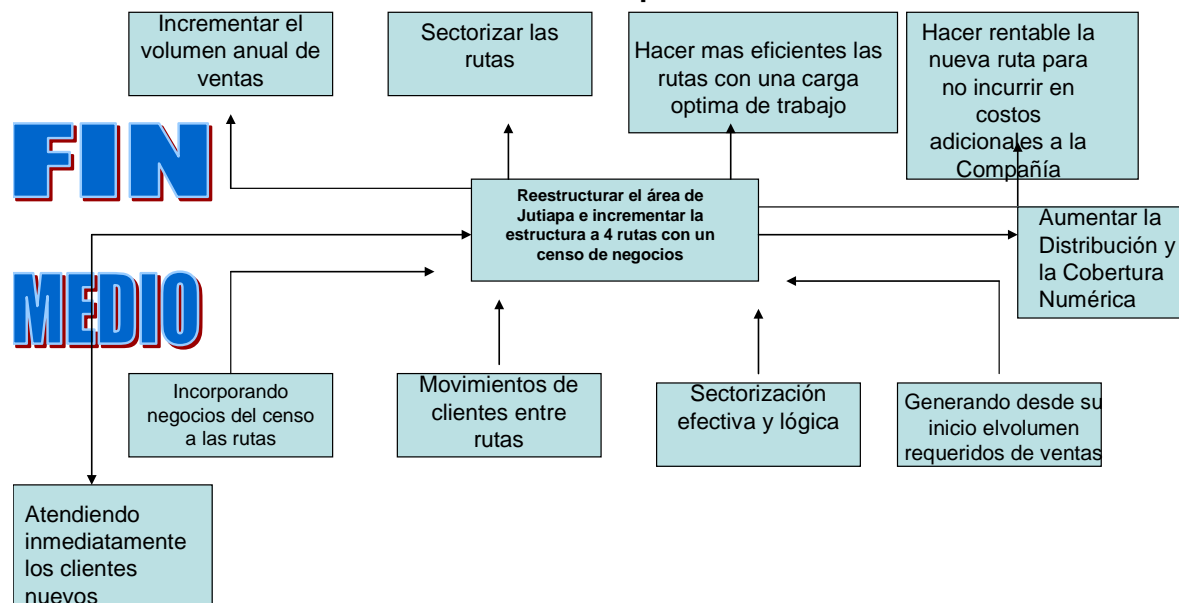 Incrementar el
volumen anual de
ventas
Sectorizar las
rutas
Hacer mas eficientes las
rutas con una carga
optima de trabajo
Hacer rentable la
nueva ruta para
no incurrir en
costos
adicionales a la
Compañía
FIN
Reestructurar el área de
Jutiapa e incrementar la
estructura a 4 rutas con un
censo de negocios
Aumentar la
Distribución y
la Cobertura
Numérica
MEDIO
Incorporando
negocios del censo
a las rutas
Movimientos de
clientes entre
rutas
Sectorización
efectiva y lógica
Generando desde su
inicio elvolumen
requeridos de ventas
Atendiendo
inmediatamente
los clientes
nuevos